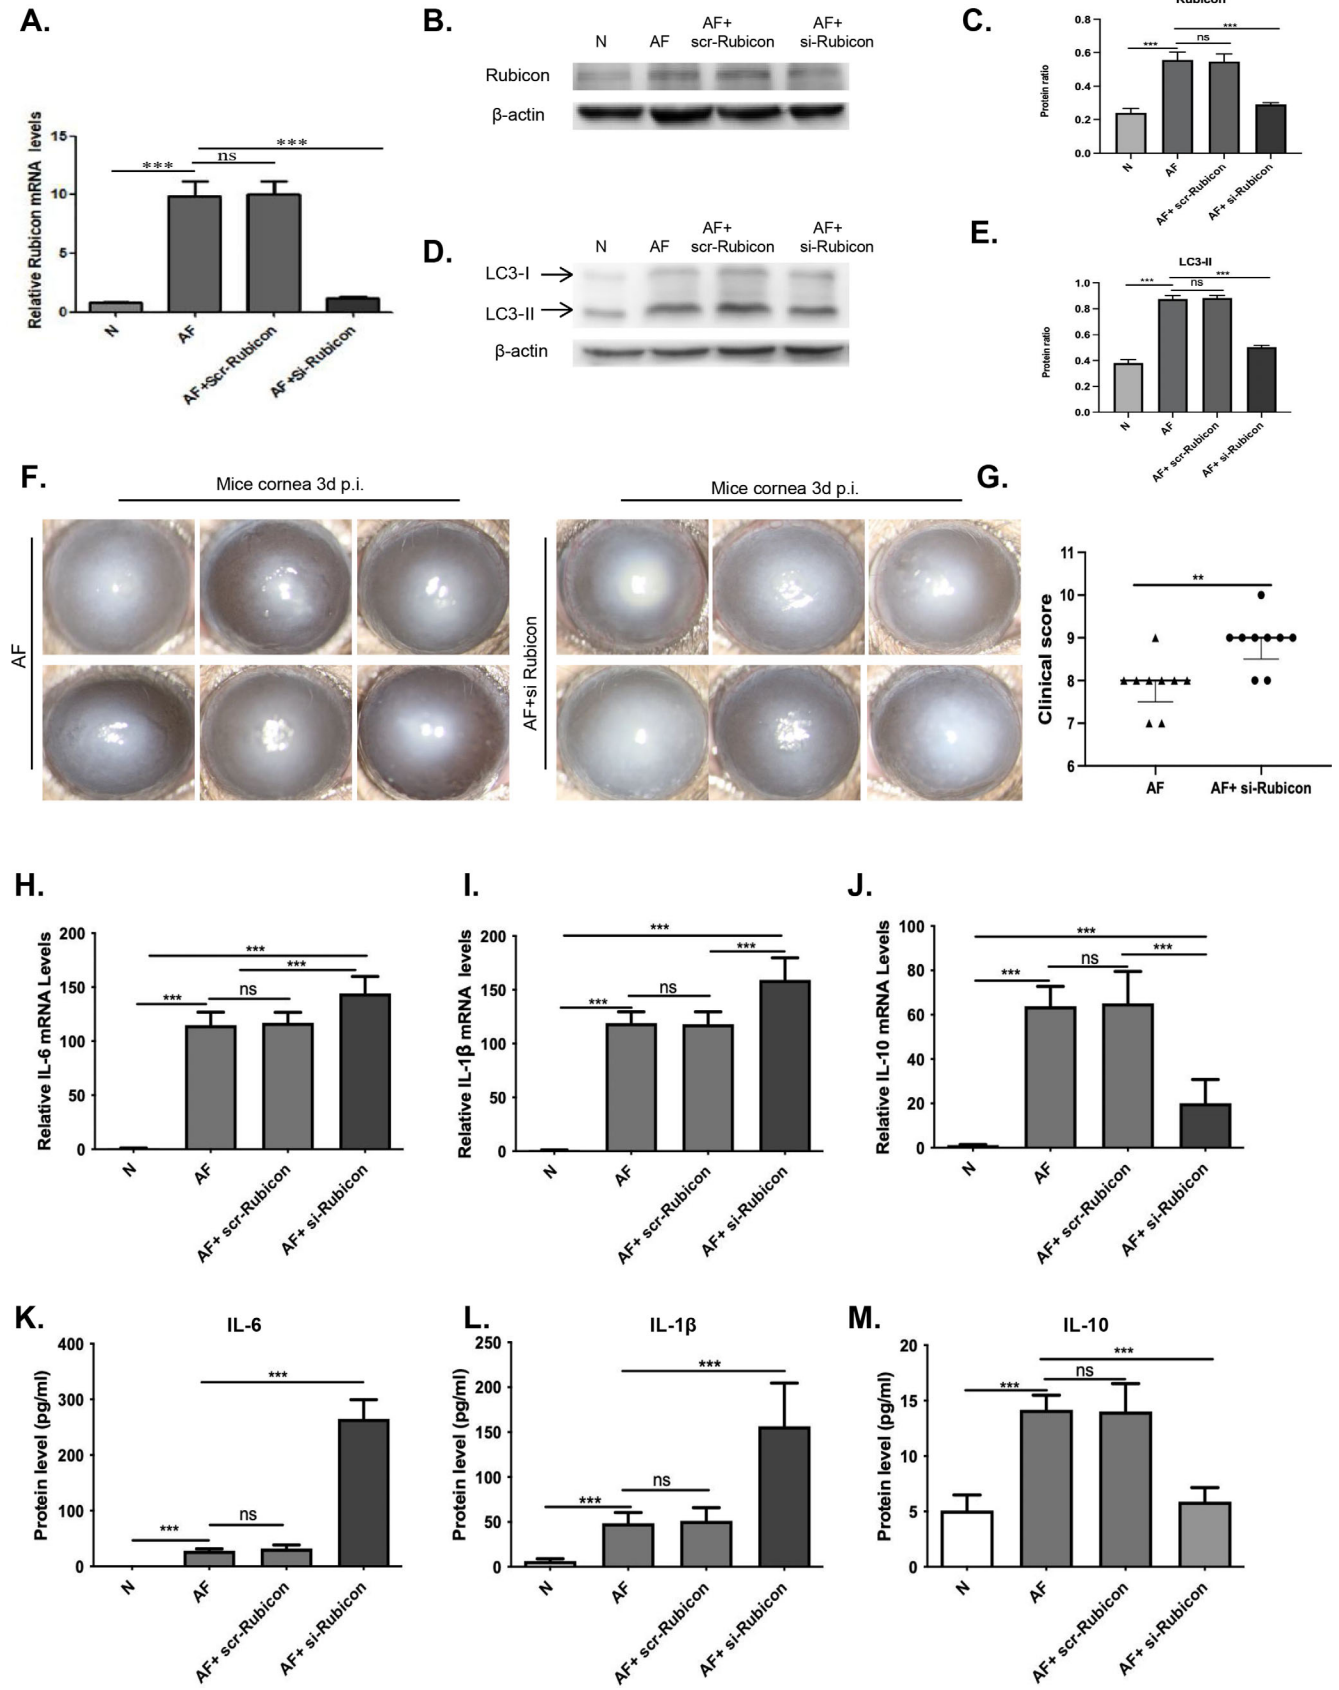 A.
Relative Rubicon mRNA levels
15
10
5
0
***
ns
***
N
AF
AF+Scr-Rubicon
AF+Si-Rubicon
B.
N
AF
AF+
scr-Rubicon
AF+
si-Rubicon
Rubicon
β-actin
C.
Rubicon
Protein ratio
0.8
0.6
0.4
0.2
0.0
***
ns
***
N
AF
AF+ scr-Rubicon
AF+ si-Rubicon
D.
N
AF
AF+
scr-Rubicon
AF+
si-Rubicon
LC3-I
LC3-II
β-actin
E.
LC3-II
Protein ratio
1.0
0.8
0.6
0.4
0.2
0.0
***
ns
***
N
AF
AF+ scr-Rubicon
AF+ si-Rubicon
F.
Mice cornea 3d p.i.
AF
Mice cornea 3d p.i.
AF+si Rubicon
G.
Clinical score
11
10
9
8
7
6
**
AF
AF+ si-Rubicon
H.
Relative IL-6 mRNA Levels
200
150
100
50
0
***
***
***
ns
N
AF
AF+ scr-Rubicon
AF+ si-Rubicon
I.
Relative IL-1β mRNA levels
200
150
100
50
0
***
***
***
ns
N
AF
AF+ scr-Rubicon
AF+ si-Rubicon
J.
Relative IL-10 mRNA Levels
100
80
60
40
20
0
***
***
***
ns
N
AF
AF+ scr-Rubicon
AF+ si-Rubicon
K.
IL-6
Protein level (pg/ml)
400
300
200
100
0
***
***
ns
N
AF
AF+ scr-Rubicon
AF+ si-Rubicon
L.
IL-1β
Protein level (pg/ml)
250
200
150
100
50
0
***
***
ns
N
AF
AF+ scr-Rubicon
AF+ si-Rubicon
M.
IL-10
Protein level (pg/ml)
20
15
10
5
0
***
***
ns
N
AF
AF+ scr-Rubicon
AF+ si-Rubicon